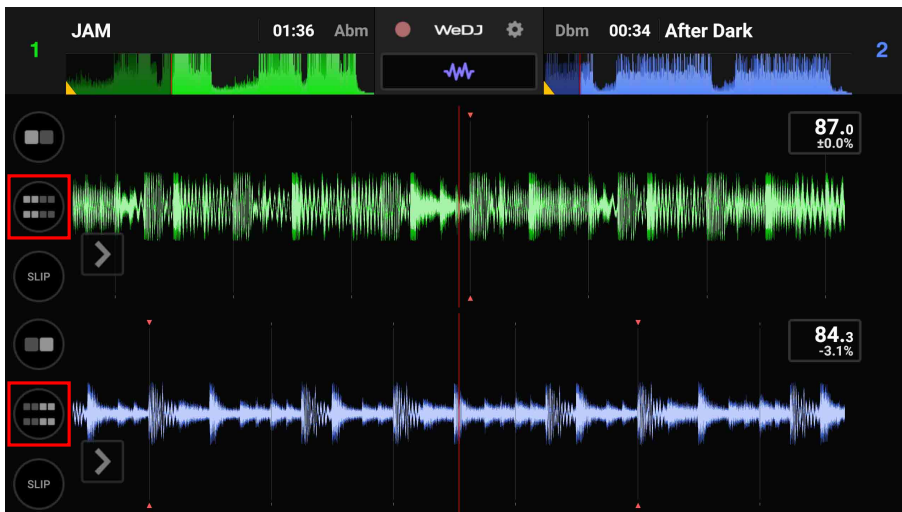 1
JAM 01:36 Abm
WeDJ
Dbm 00:34 After Dark
2
87.0
±0.0%
SLIP
84.3
-3.1%
SLIP